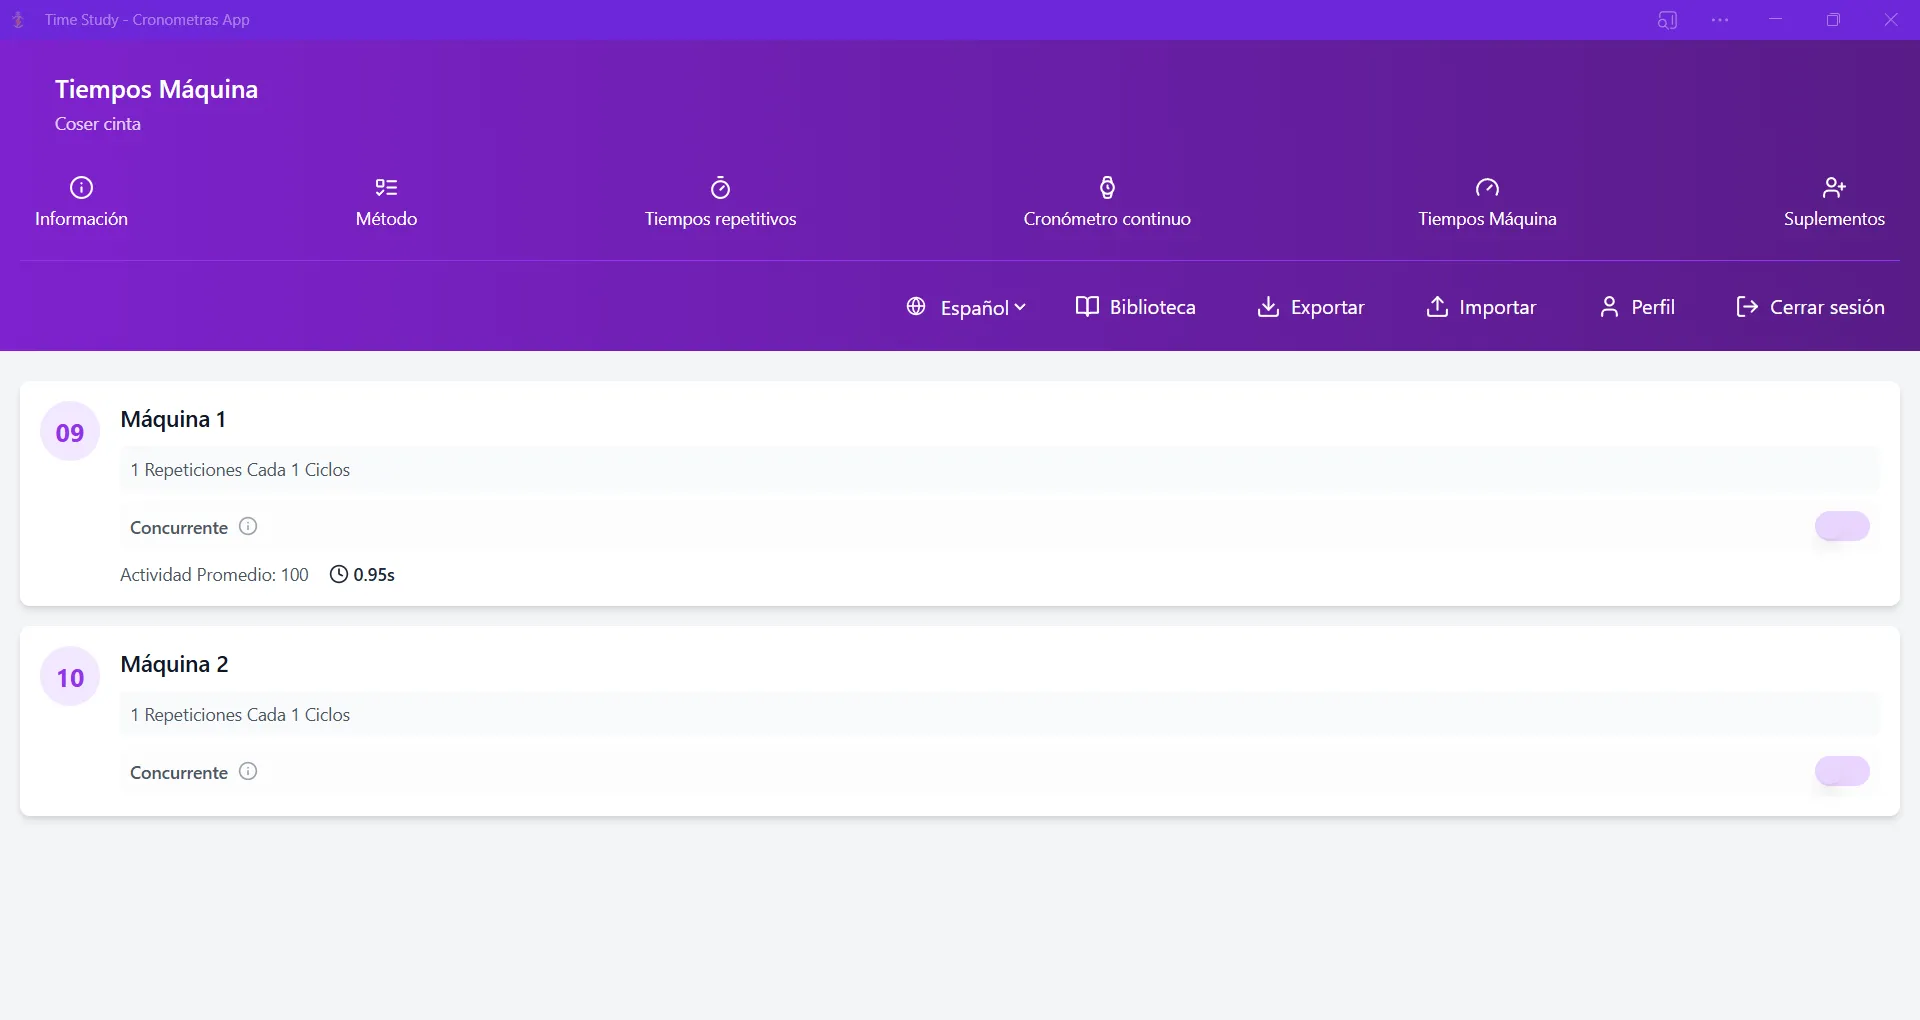 Time Study - Cronometras App
Tiempos Máquina
Coser cinta
Información
Método
Tiempos repetitivos
Cronómetro continuo
Tiempos Máquina
Suplementos
Español
Biblioteca
Exportar
Importar
Perfil
Cerrar sesión
09
Máquina 1
1 Repeticiones Cada 1 Ciclos
Concurrente
Actividad Promedio: 100 0.95s
10
Máquina 2
1 Repeticiones Cada 1 Ciclos
Concurrente